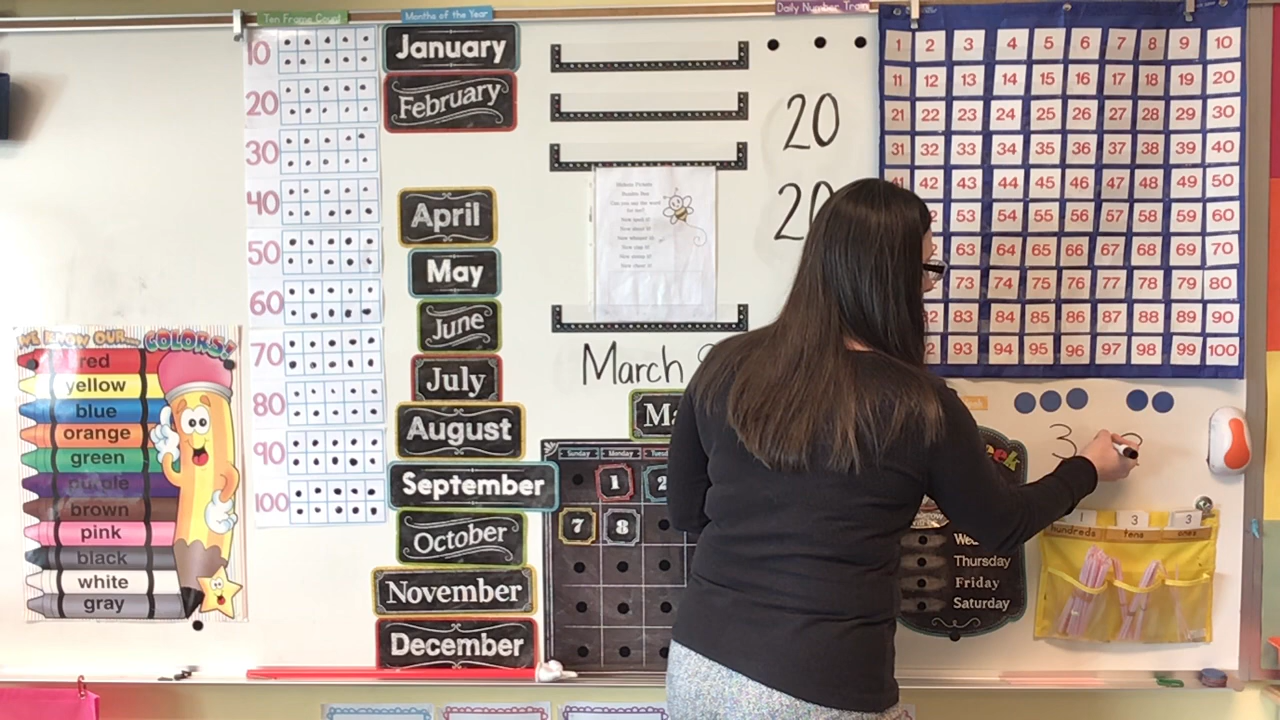 Ten Frame Count
Months of the Year
Daily Number Train
10
20
30
40
50
60
70
80
90
100
January
February
April
May
June
July
August
September
October
November
December
WE KNOW OUR.... COLORS!
red
yellow
blue
orange
green
purple
brown
pink
black
white
gray
20
20
March
Sunday Monday
1 2
7 8
1 2 3 4 5 6 7 8 9 10
11 12 13 14 15 16 17 18 19 20
21 22 23 24 25 26 27 28 29 30
31 32 33 34 35 36 37 38 39 40
42 43 44 45 46 47 48 49 50
53 54 55 56 57 58 59 60
63 64 65 66 67 68 69 70
73 74 75 76 77 78 79 80
83 84 85 86 87 88 89 90
93 94 95 96 97 98 99 100
3
Thursday
Friday
Saturday
1 3 3
hundreds tens ones